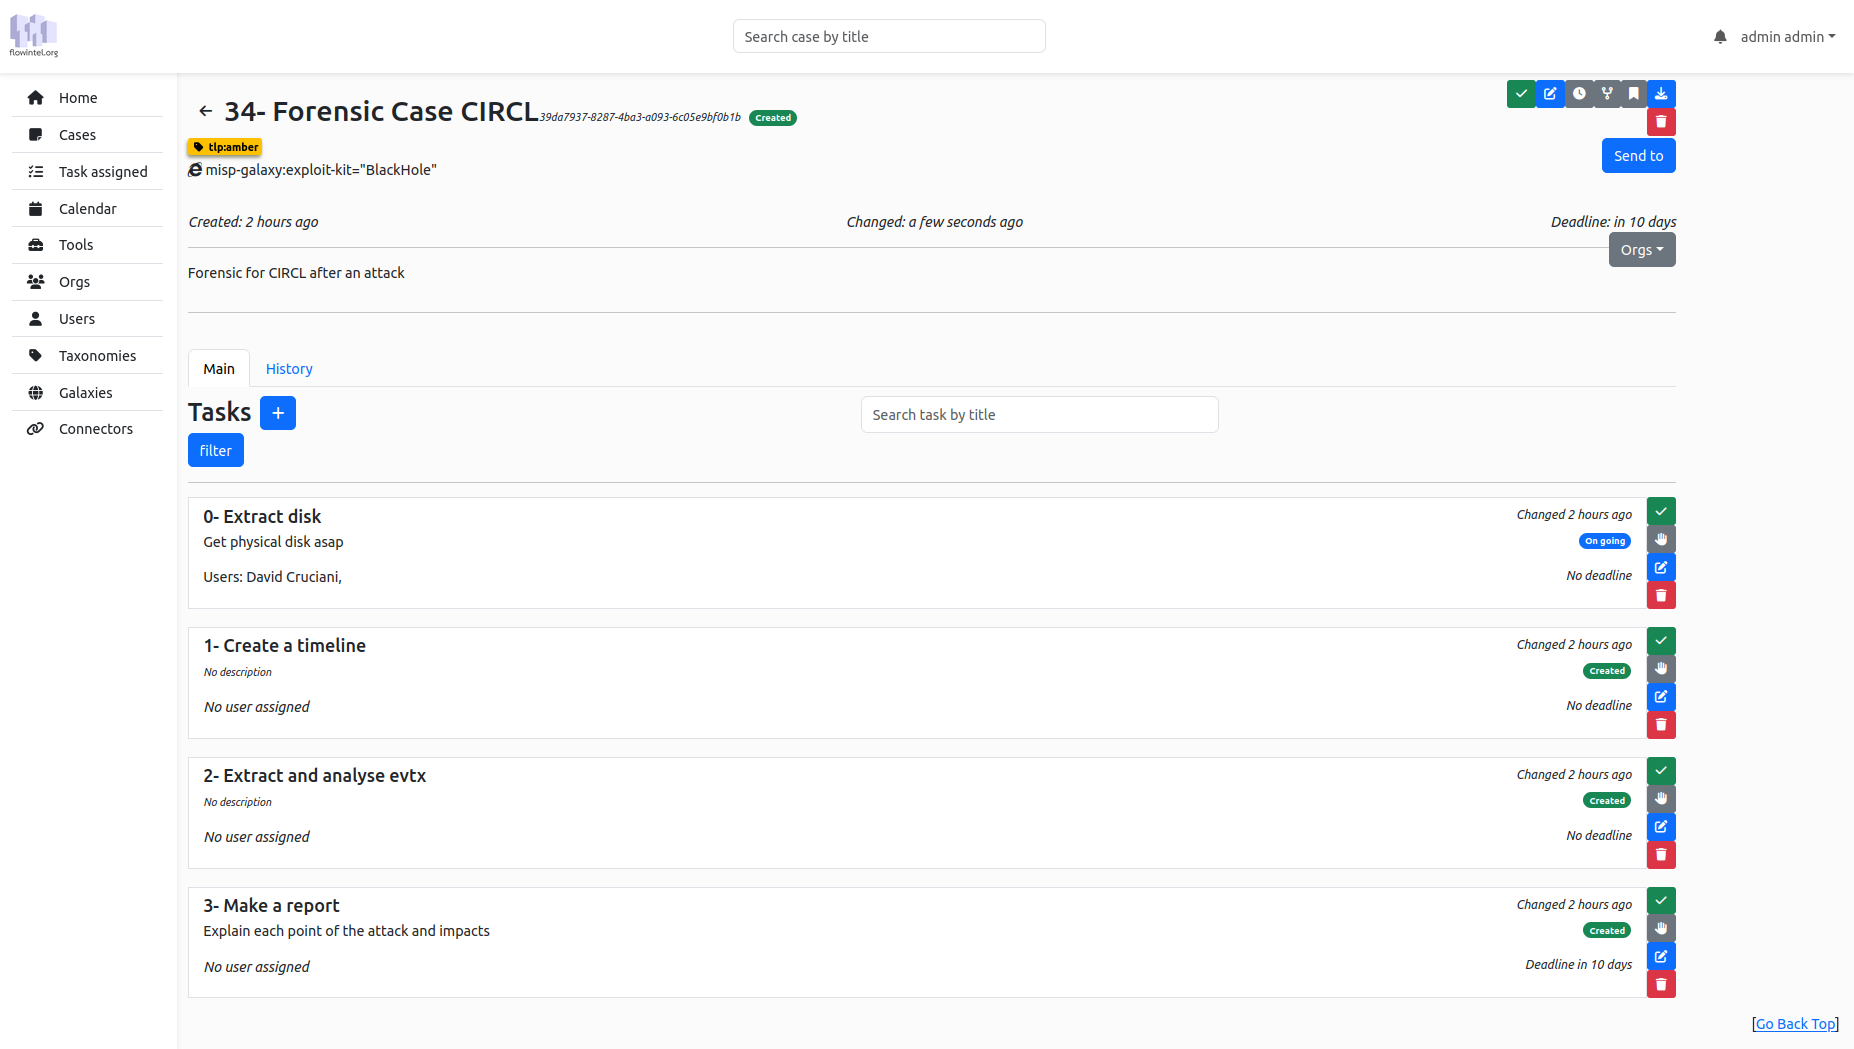 flowintel.org
Search case by title
admin admin
Home
Cases
Task assigned
Calendar
Tools
Orgs
Users
Taxonomies
Galaxies
Connectors
34- Forensic Case CIRCL 39da7937-8287-4ba3-a093-6c05e9bf0b1b Created
tlp:amber
misp-galaxy:exploit-kit="BlackHole"
Send to
Created: 2 hours ago Changed: a few seconds ago Deadline: in 10 days
Orgs
Forensic for CIRCL after an attack
Main History
Tasks + Search task by title
filter
0- Extract disk Changed 2 hours ago
Get physical disk asap On going
Users: David Cruciani, No deadline
1- Create a timeline Changed 2 hours ago
No description Created
No user assigned No deadline
2- Extract and analyse evtx Changed 2 hours ago
No description Created
No user assigned No deadline
3- Make a report Changed 2 hours ago
Explain each point of the attack and impacts Created
No user assigned Deadline in 10 days
[Go Back Top]